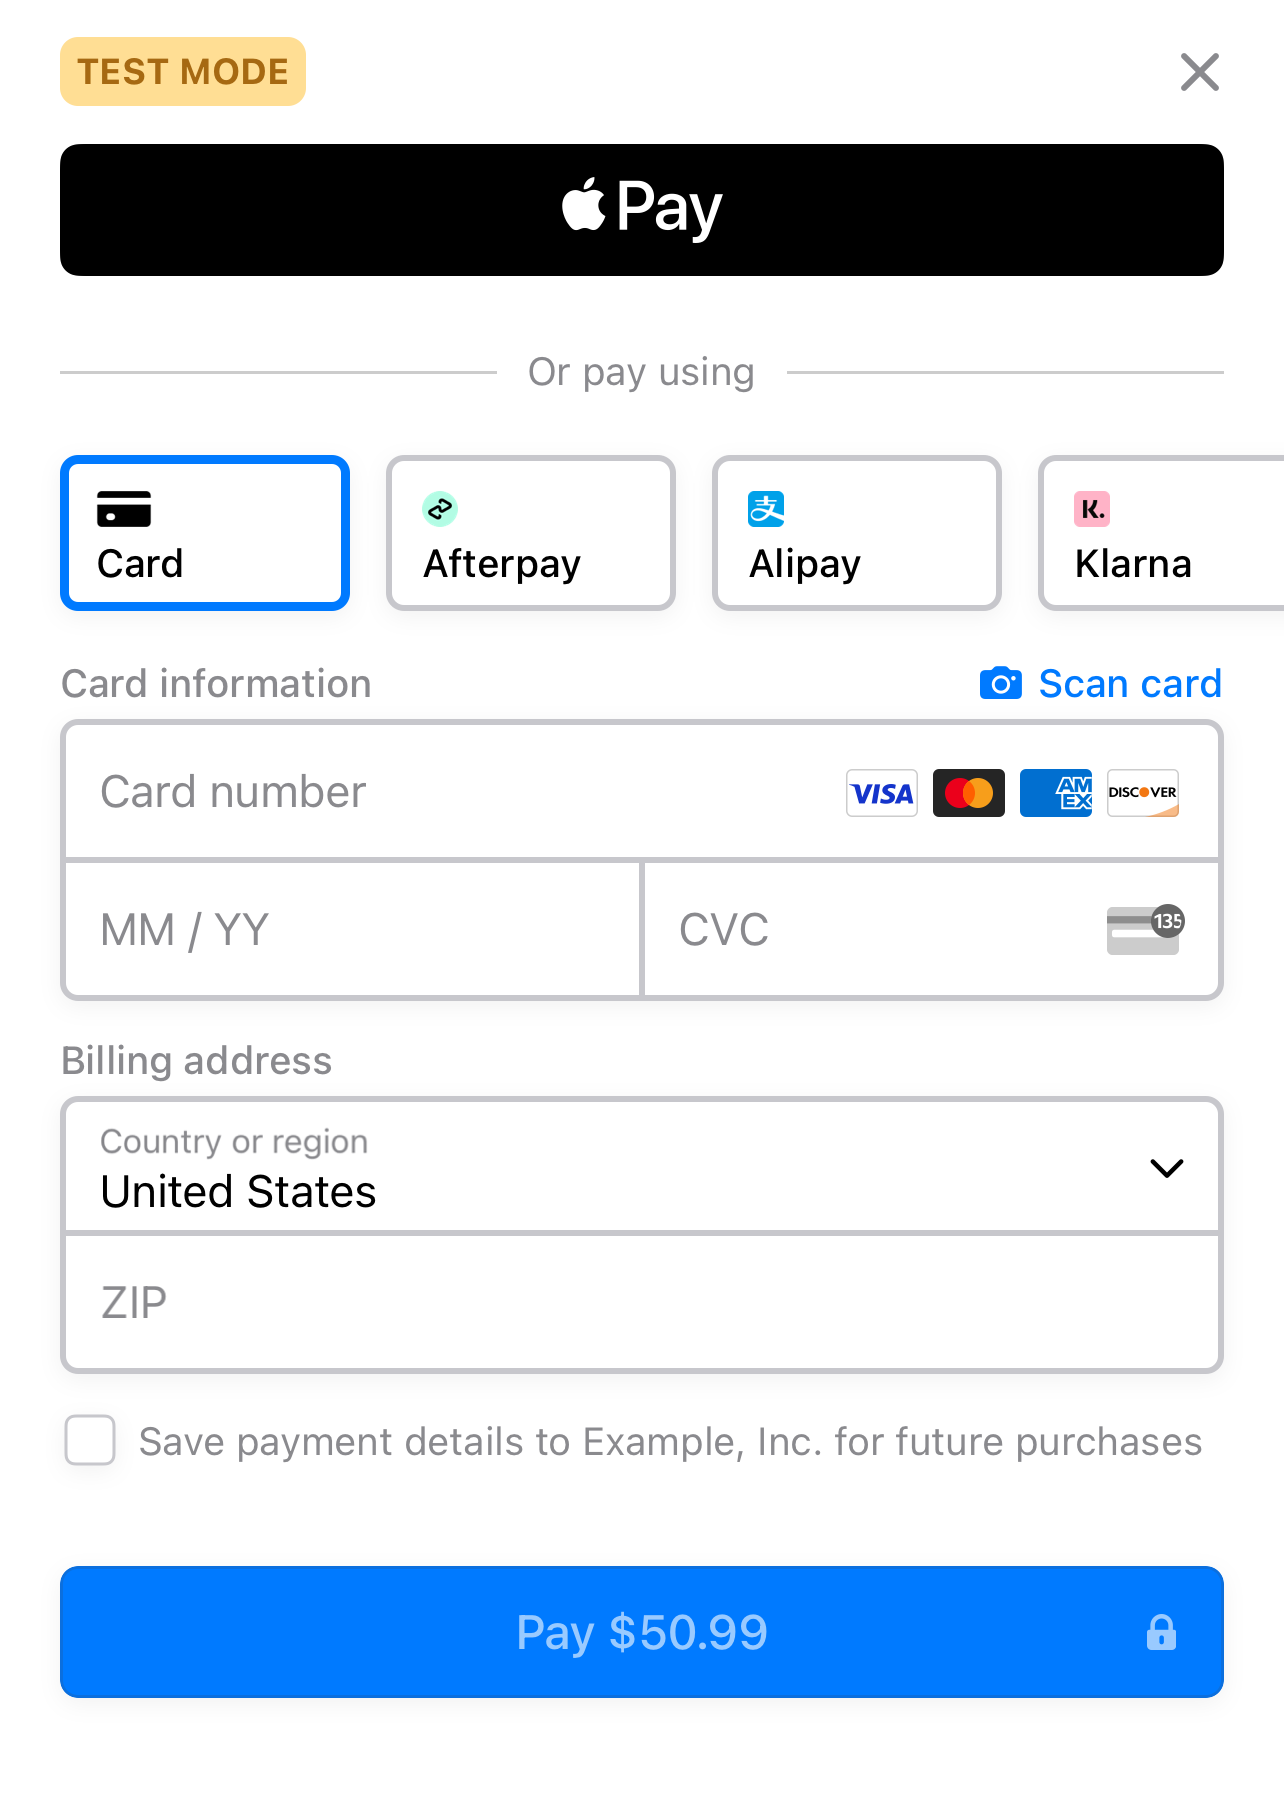 TEST MODE
Pay
Or pay using
Card
Afterpay
支
Alipay
K.
Klarna
Card information
Scan card
Card number
VISA
AM
EX
DISCOVER
MM / YY
CVC
135
Billing address
Country or region
United States
ZIP
Save payment details to Example, Inc. for future purchases
Pay $50.99